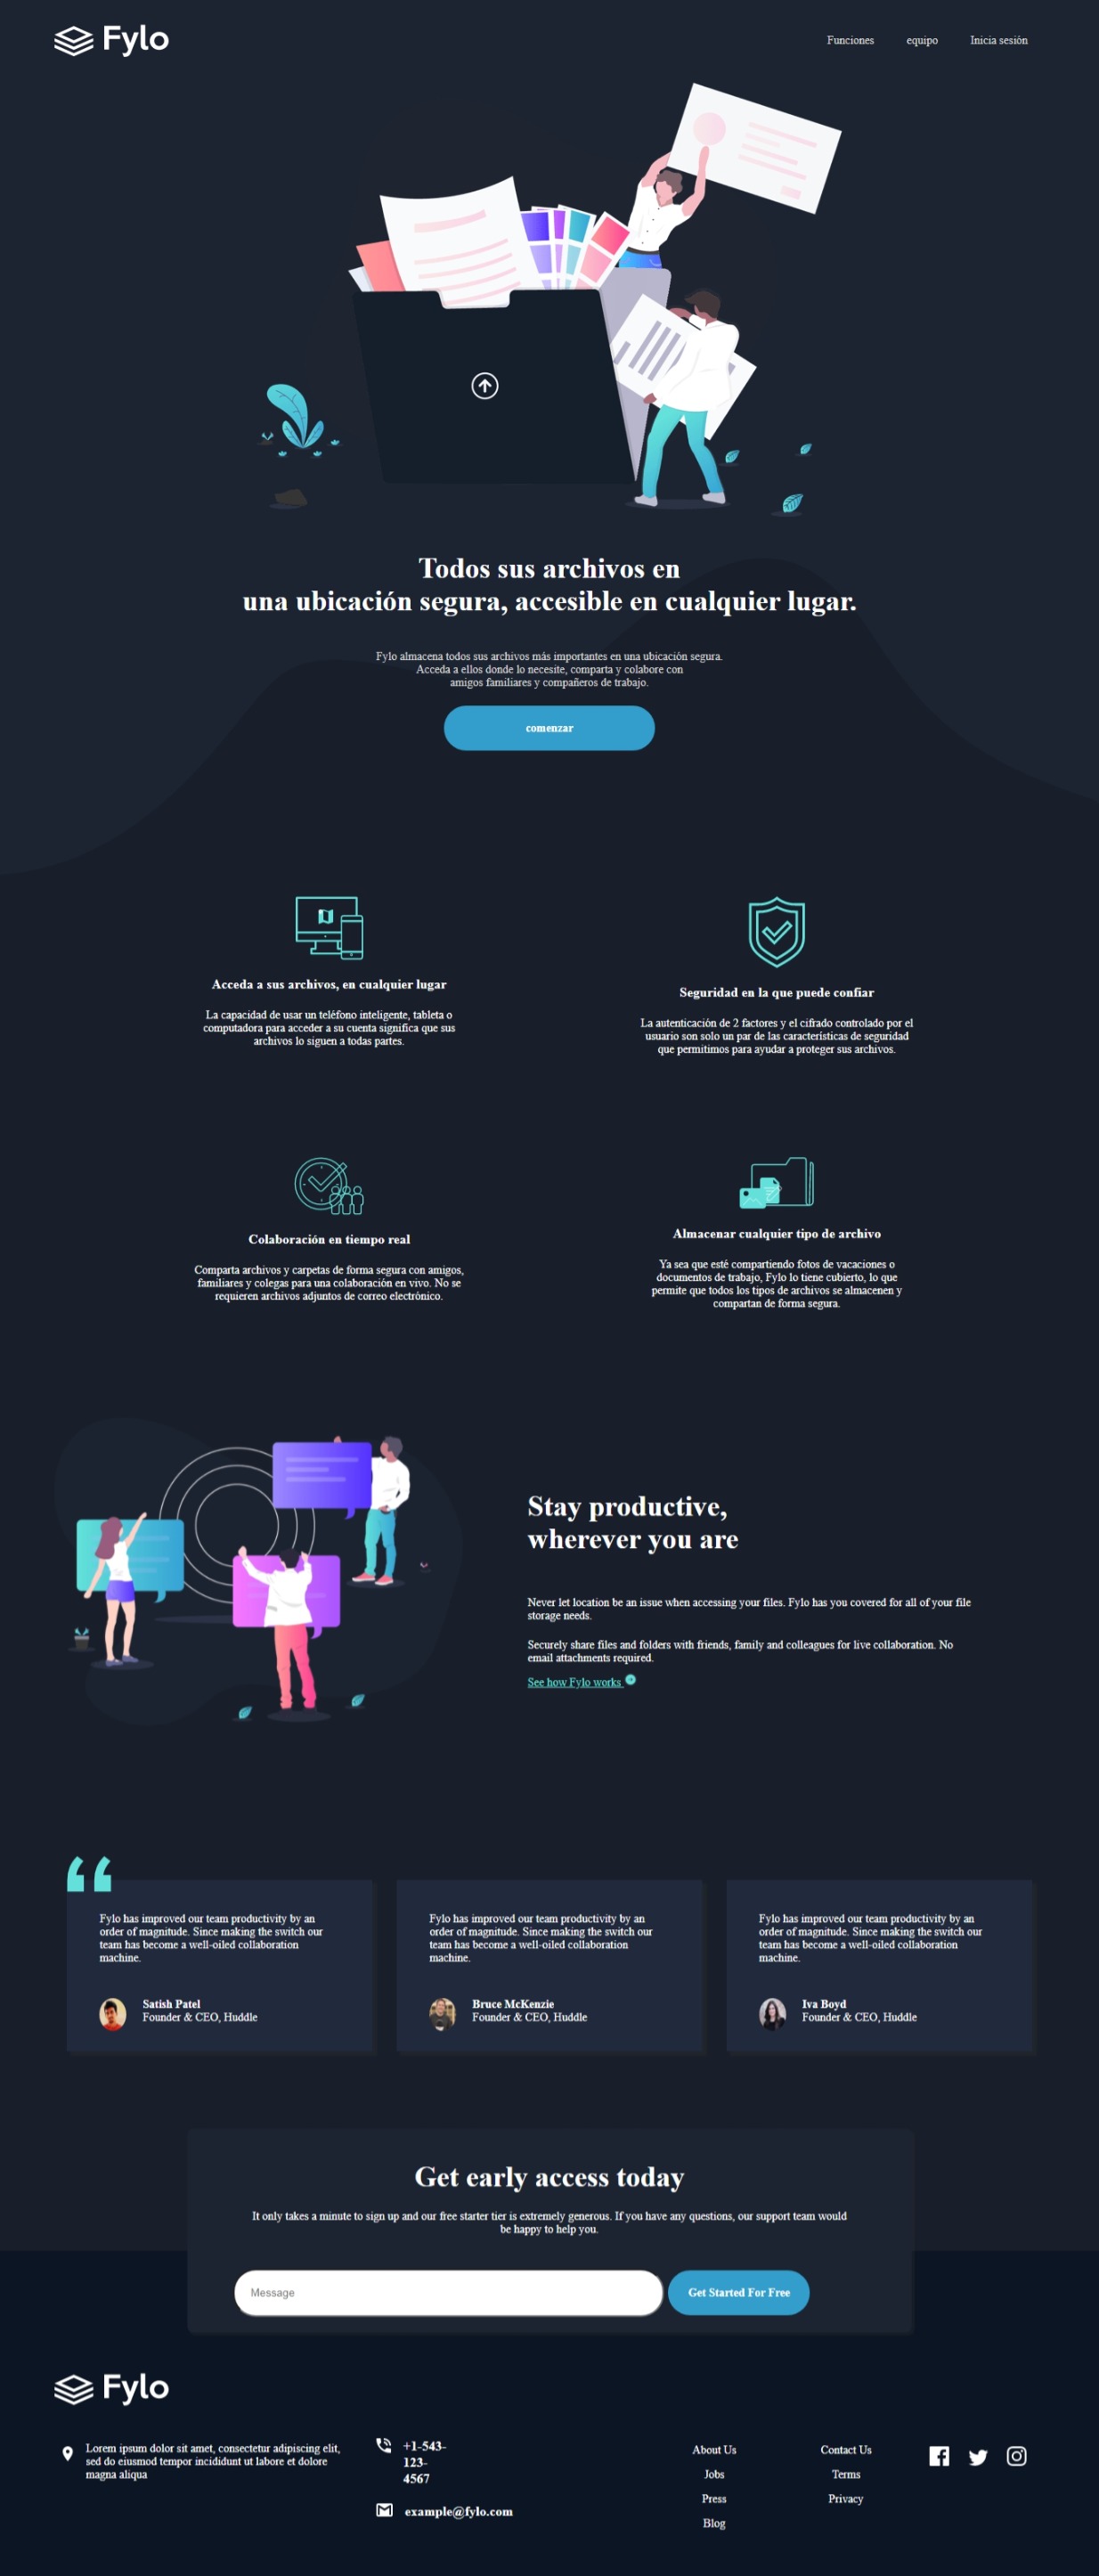 Fylo
Funciones equipo Inicia sesión
Todos sus archivos en
una ubicación segura, accesible en cualquier lugar.
Fylo almacena todos sus archivos más importantes en una ubicación segura.
Acceda a ellos donde lo necesite, comparta y colabore con
amigos familiares y compañeros de trabajo.
comenzar
Acceda a sus archivos, en cualquier lugar
La capacidad de usar un teléfono inteligente, tableta o
computadora para acceder a su cuenta significa que sus
archivos lo siguen a todas partes.
Seguridad en la que puede confiar
La autenticación de 2 factores y el cifrado controlado por el
usuario son solo un par de las características de seguridad
que permitimos para ayudar a proteger sus archivos.
Colaboración en tiempo real
Comparta archivos y carpetas de forma segura con amigos,
familiares y colegas para una colaboración en vivo. No se
requieren archivos adjuntos de correo electrónico.
Almacenar cualquier tipo de archivo
Ya sea que esté compartiendo fotos de vacaciones o
documentos de trabajo, Fylo lo tiene cubierto, lo que
permite que todos los tipos de archivos se almacenen y
compartan de forma segura.
Stay productive,
wherever you are
Never let location be an issue when accessing your files. Fylo has you covered for all of your file
storage needs.
Securely share files and folders with friends, family and colleagues for live collaboration. No
email attachments required.
See how Fylo works
Fylo has improved our team productivity by an
order of magnitude. Since making the switch our
team has become a well-oiled collaboration
machine.
Satish Patel
Founder & CEO, Huddle
Fylo has improved our team productivity by an
order of magnitude. Since making the switch our
team has become a well-oiled collaboration
machine.
Bruce McKenzie
Founder & CEO, Huddle
Fylo has improved our team productivity by an
order of magnitude. Since making the switch our
team has become a well-oiled collaboration
machine.
Iva Boyd
Founder & CEO, Huddle
Get early access today
It only takes a minute to sign up and our free starter tier is extremely generous. If you have any questions, our support team would
be happy to help you.
Message
Get Started For Free
Fylo
Lorem ipsum dolor sit amet, consectetur adipiscing elit,
sed do eiusmod tempor incididunt ut labore et dolore
magna aliqua
+1-543-
123-
4567
example@fylo.com
About Us
Jobs
Press
Blog
Contact Us
Terms
Privacy